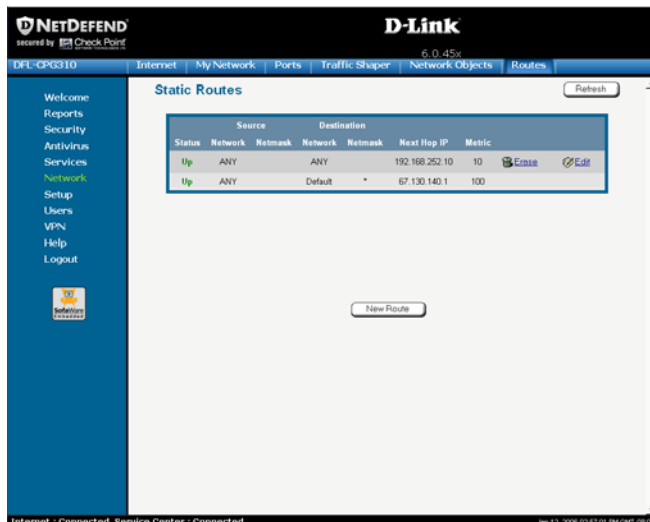 NETDEFEND
secured by Check Point
D-Link
6.0.45x
DFL-CPG310
Internet | My Network | Ports | Traffic Shaper | Network Objects | Routes
Static Routes
Refresh
Welcome
Reports
Security
Antivirus
Services
Network
Setup
Users
VPN
Help
Logout
Source Destination
Status Network Netmask Network Netmask Next Hop IP Metric
Up ANY ANY 192.168.252.10 10 Erase Edit
Up ANY Default * 67.130.140.1 100
SofaWare
Embedded
New Route
Internet : Connected Service Center : Connected